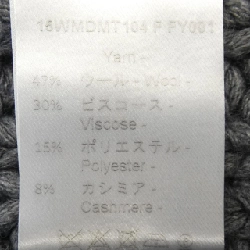 16WMDMT104 P FY001
Yarn -
47% ウール - Wool -
30% ビスコース -
Viscose -
15% ポリエステル -
Polyester -
8% カシミア -
Cashmere -